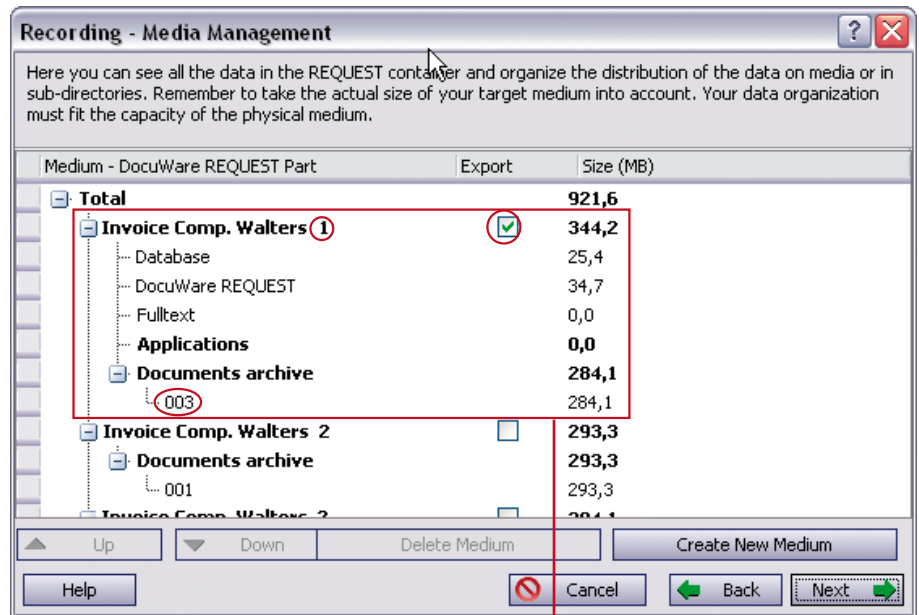 Recording - Media Management
?
Here you can see all the data in the REQUEST container and organize the distribution of the data on media or in
sub-directories. Remember to take the actual size of your target medium into account. Your data organization
must fit the capacity of the physical medium.
Medium - DocuWare REQUEST Part Export Size (MB)
Total 921,6
Invoice Comp. Walters 1 344,2
Database 25,4
DocuWare REQUEST 34,7
Fulltext 0,0
Applications 0,0
Documents archive 284,1
003 284,1
Invoice Comp. Walters 2 293,3
Documents archive 293,3
001 293,3
Invoice Comp. Walters
Up Down Delete Medium Create New Medium
Help Cancel Back Next